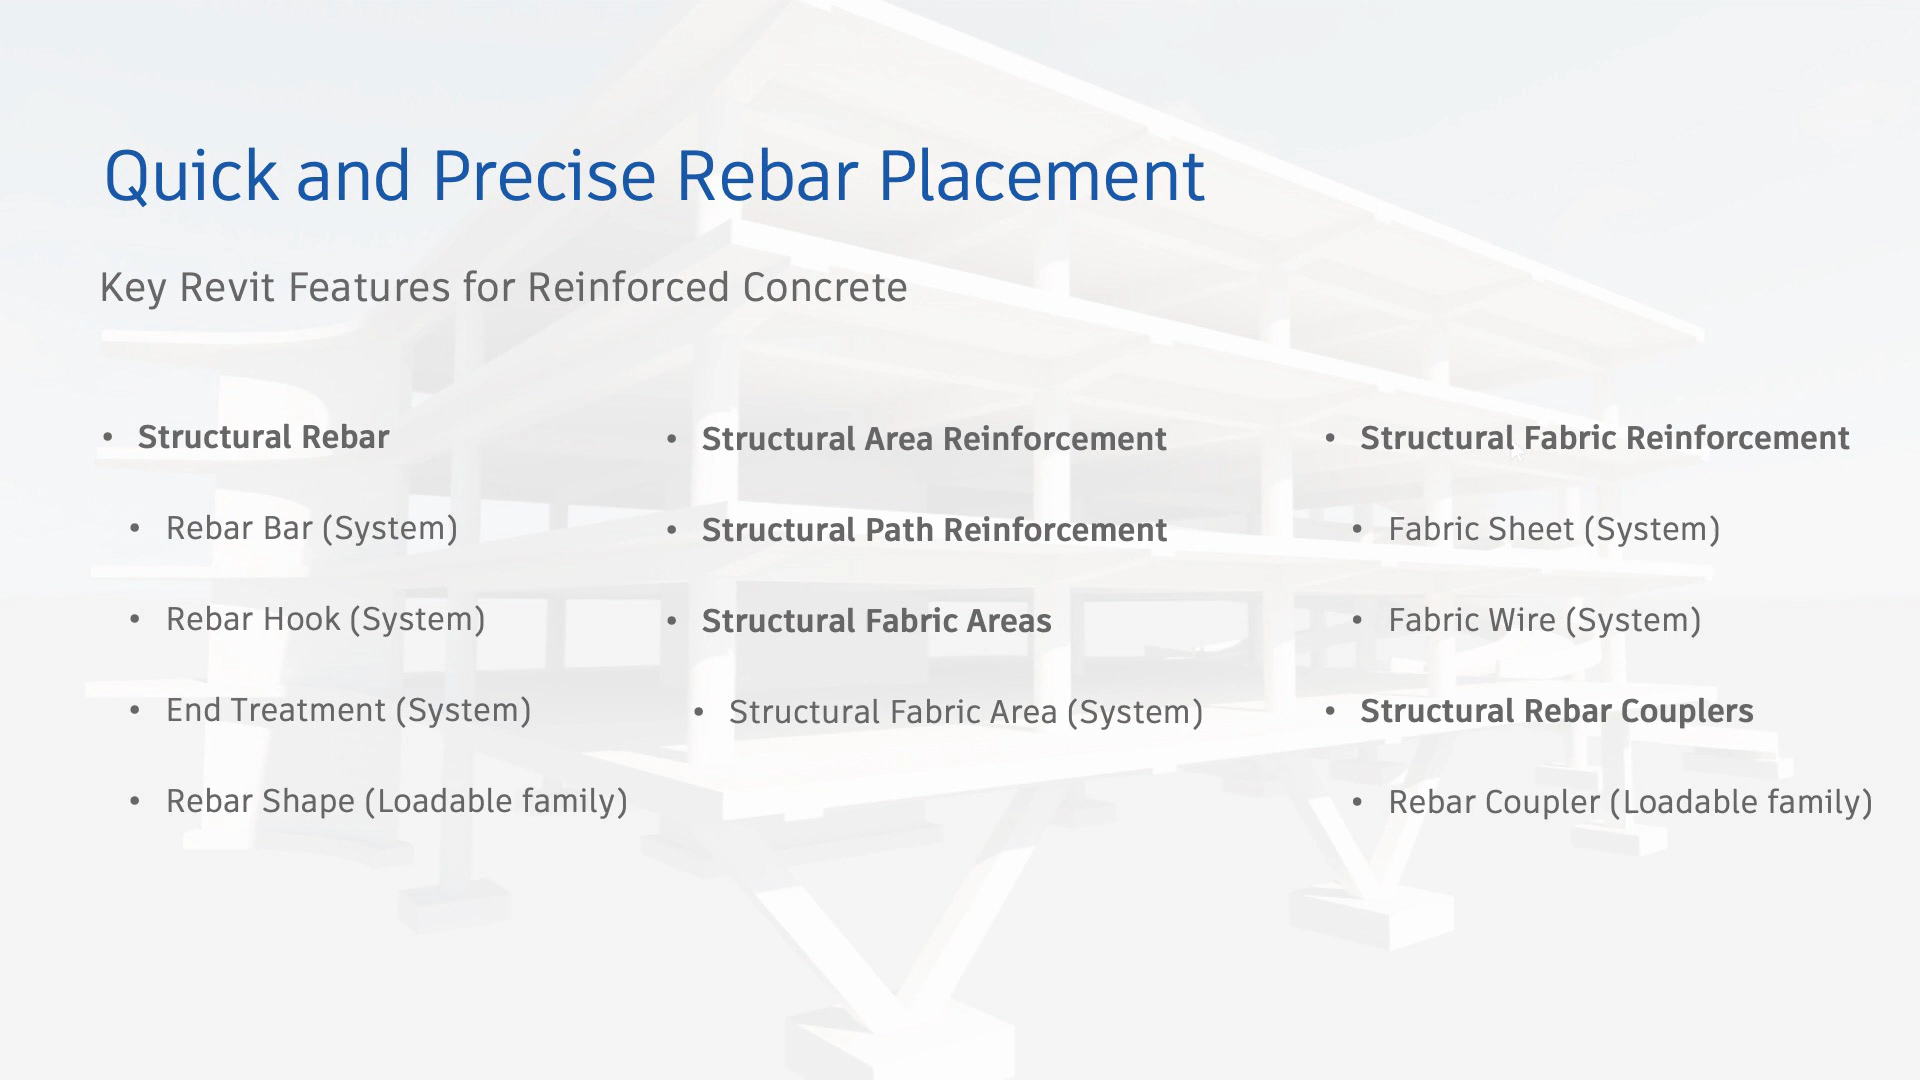 Quick and Precise Rebar Placement
Key Revit Features for Reinforced Concrete
• Structural Rebar
• Rebar Bar (System)
• Rebar Hook (System)
• End Treatment (System)
• Rebar Shape (Loadable family)
• Structural Area Reinforcement
• Structural Path Reinforcement
• Structural Fabric Areas
• Structural Fabric Area (System)
• Structural Fabric Reinforcement
• Fabric Sheet (System)
• Fabric Wire (System)
• Structural Rebar Couplers
• Rebar Coupler (Loadable family)